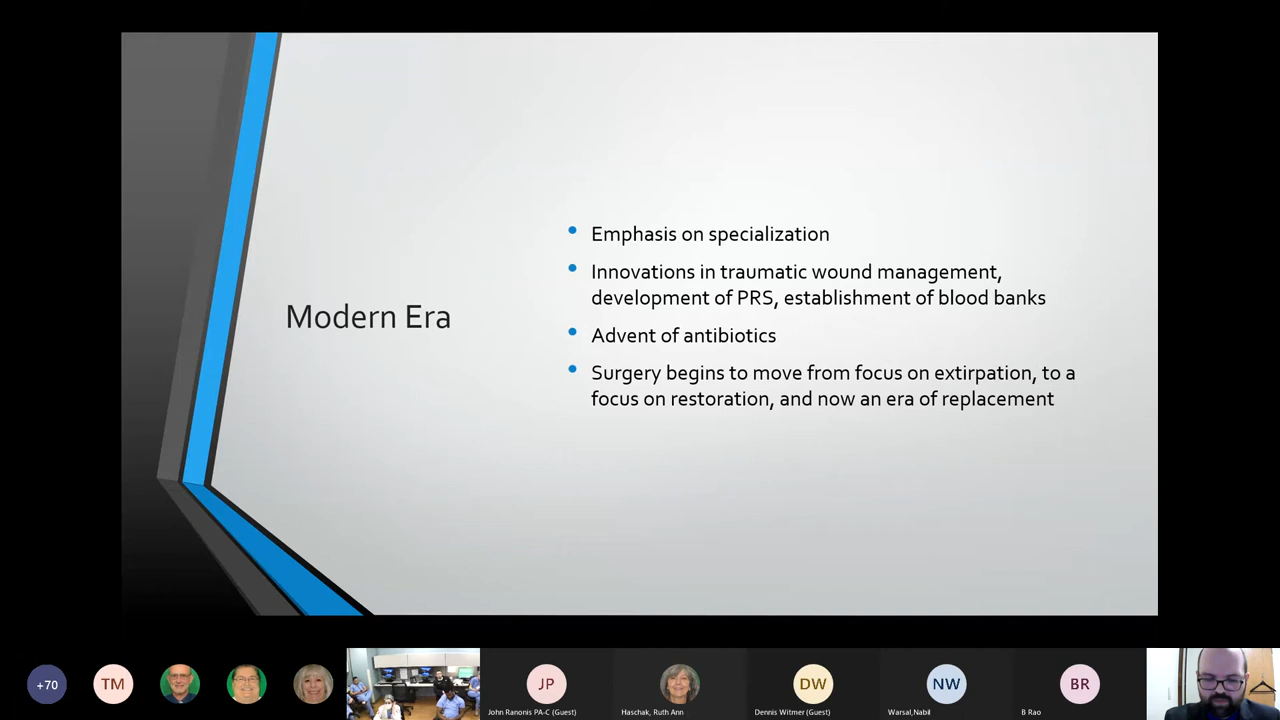 Modern Era
Emphasis on specialization
Innovations in traumatic wound management,
development of PRS, establishment of blood banks
Advent of antibiotics
Surgery begins to move from focus on extirpation, to a
focus on restoration, and now an era of replacement
+70
TM
JP
John Ranonis PA-C (Guest)
Haschak, Ruth Ann
DW
Dennis Witmer (Guest)
NW
Warsal,Nabil
BR
B Rao